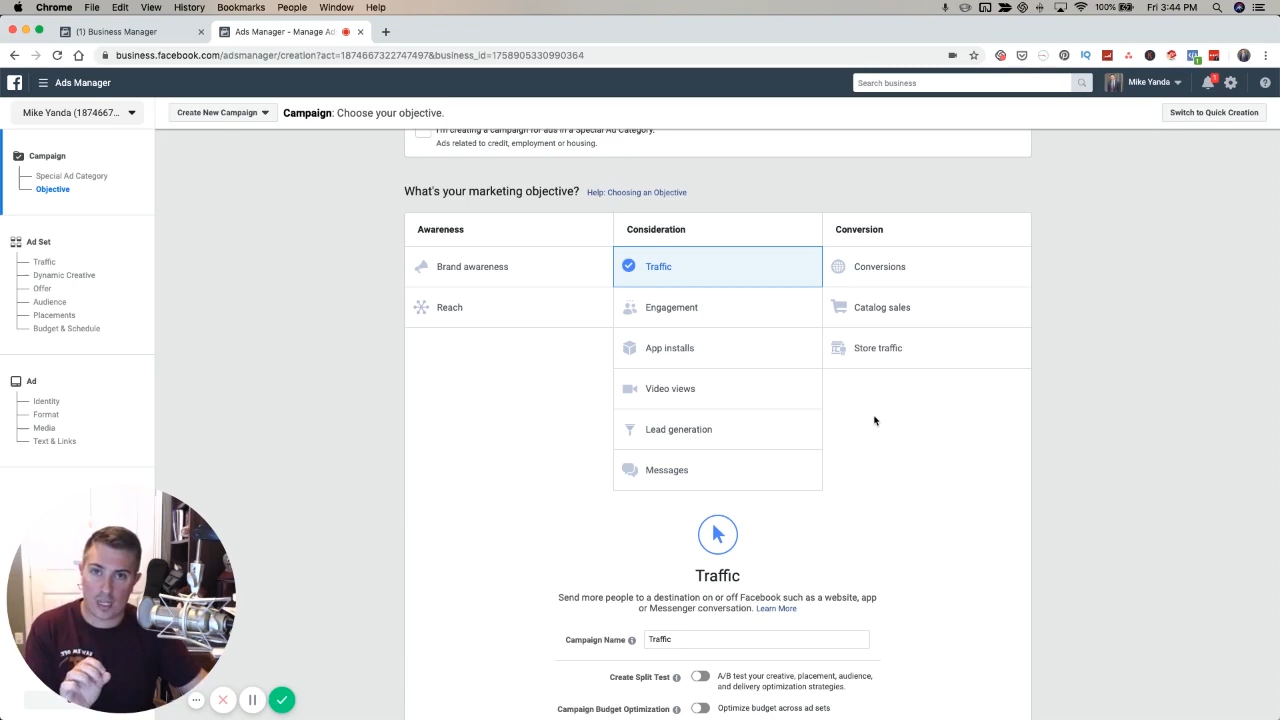 Chrome File Edit View History Bookmarks People Window Help
100% Fri 3:34 PM
(1) Business Manager
Ads Manager - Manage Ad
business.facebook.com/adsmanager/creation?act=1874667322747497&business_id=1758905330990364
Ads Manager
Search business
Mike Yanda
1
Mike Yanda (1874667...
Create New Campaign
Campaign: Choose your objective.
Switch to Quick Creation
I'm creating a campaign for ads in a Special Ad Category.
Ads related to credit, employment or housing.
Campaign
Special Ad Category
Objective
Ad Set
Traffic
Dynamic Creative
Offer
Audience
Placements
Budget & Schedule
Ad
Identity
Format
Media
Text & Links
What's your marketing objective? Help: Choosing an Objective
Awareness Consideration Conversion
Brand awareness Traffic Conversions
Reach Engagement Catalog sales
App installs Store traffic
Video views
Lead generation
Messages
Traffic
Send more people to a destination on or off Facebook such as a website, app
or Messenger conversation. Learn More
Campaign Name Traffic
Create Split Test A/B test your creative, placement, audience,
and delivery optimization strategies.
Campaign Budget Optimization Optimize budget across ad sets